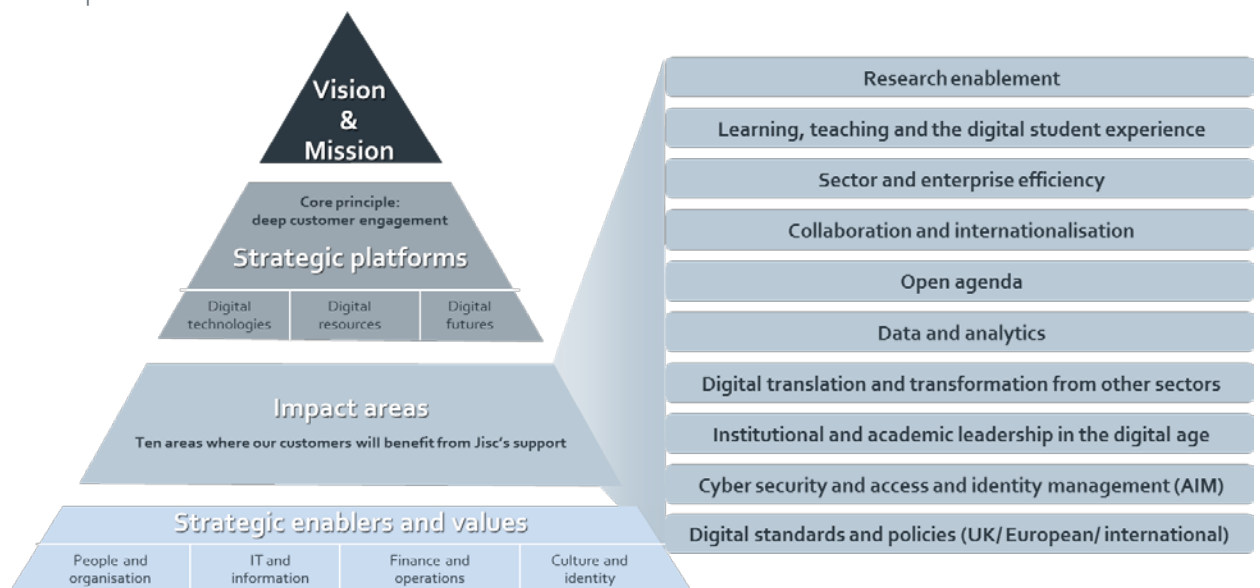 Vision
&
Mission
Core principle:
deep customer engagement
Strategic platforms
Digital
technologies
Digital
resources
Digital
futures
Impact areas
Ten areas where our customers will benefit from Jisc's support
Strategic enablers and values
People and
organisation
IT and
information
Finance and
operations
Culture and
identity
Research enablement
Learning, teaching and the digital student experience
Sector and enterprise efficiency
Collaboration and internationalisation
Open agenda
Data and analytics
Digital translation and transformation from other sectors
Institutional and academic leadership in the digital age
Cyber security and access and identity management (AIM)
Digital standards and policies (UK/ European/ international)